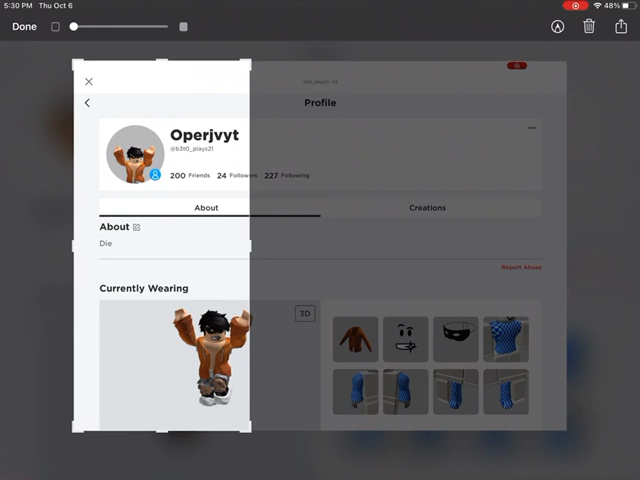 5:30 PM Thu Oct 6
48%
Done
Profile
Operjvyt
@b3t0_plays21
200 Friends 24 Followers 227 Following
About
Creations
About
Die
Report Abuse
Currently Wearing
3D